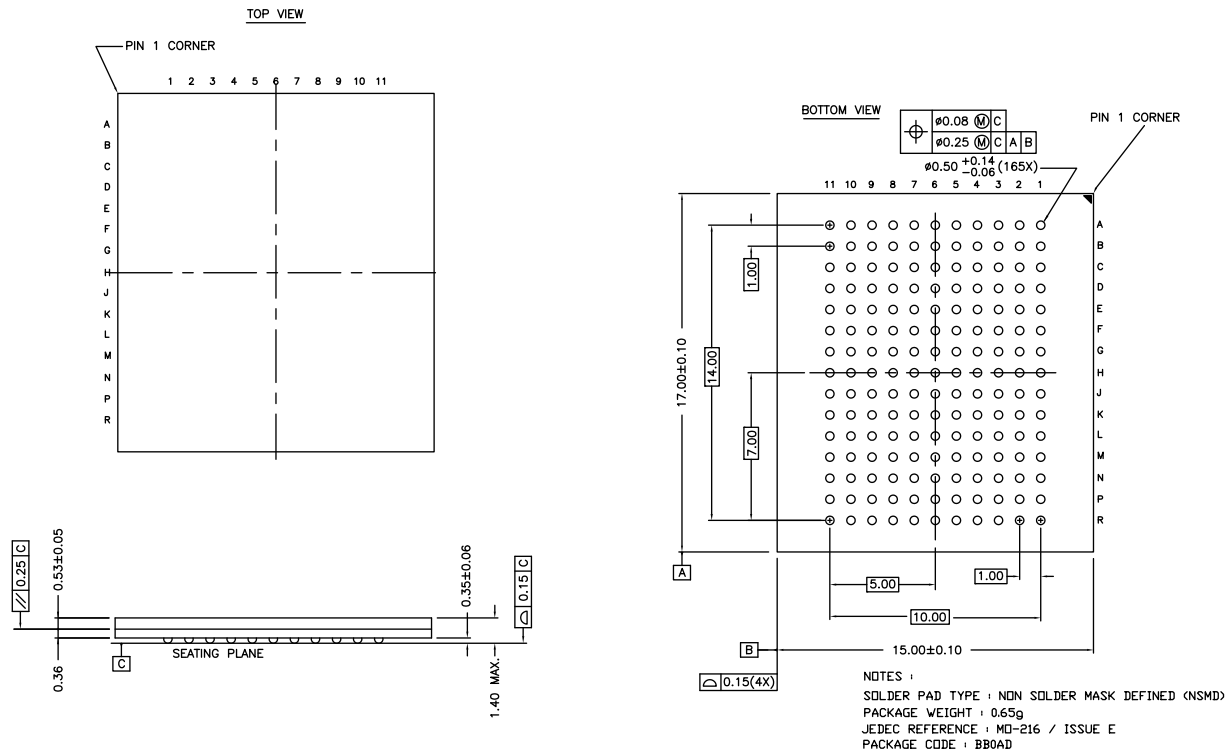 TOP VIEW
PIN 1 CORNER
1 2 3 4 5 6 7 8 9 10 11
A
B
C
D
E
F
G
H
J
K
L
M
N
P
R
BOTTOM VIEW
ø0.08 Ⓜ C
ø0.25 Ⓜ C A B
ø0.50 +0.14 -0.06 (165X)
PIN 1 CORNER
11 10 9 8 7 6 5 4 3 2 1
A
B
C
D
E
F
G
H
J
K
L
M
N
P
R
1.00
14.00
7.00
17.00±0.10
A
5.00
1.00
10.00
B
15.00±0.10
0.15(4X)
// 0.25 C
0.53±0.05
0.36
C
SEATING PLANE
0.35±0.06
0.15 C
1.40 MAX.
NOTES :
SOLDER PAD TYPE : NON SOLDER MASK DEFINED (NSMD)
PACKAGE WEIGHT : 0.65g
JEDEC REFERENCE : MO-216 / ISSUE E
PACKAGE CODE : BB0AD